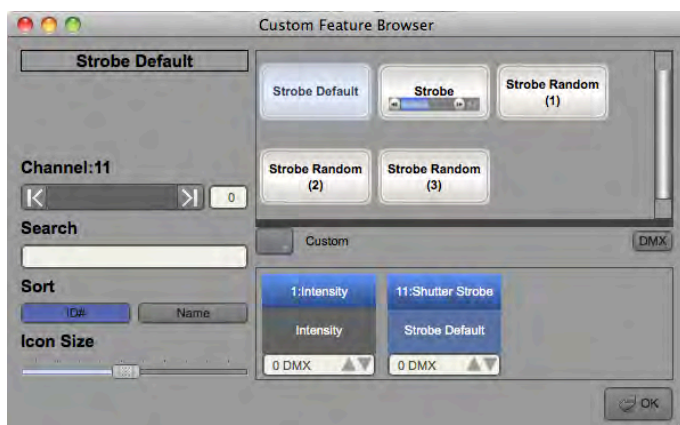 Custom Feature Browser
Strobe Default
Channel:11
0
Search
Sort
ID#
Name
Icon Size
Strobe Default
Strobe
Strobe Random
(1)
Strobe Random
(2)
Strobe Random
(3)
Custom
DMX
1:Intensity
Intensity
0 DMX
11:Shutter Strobe
Strobe Default
0 DMX
OK